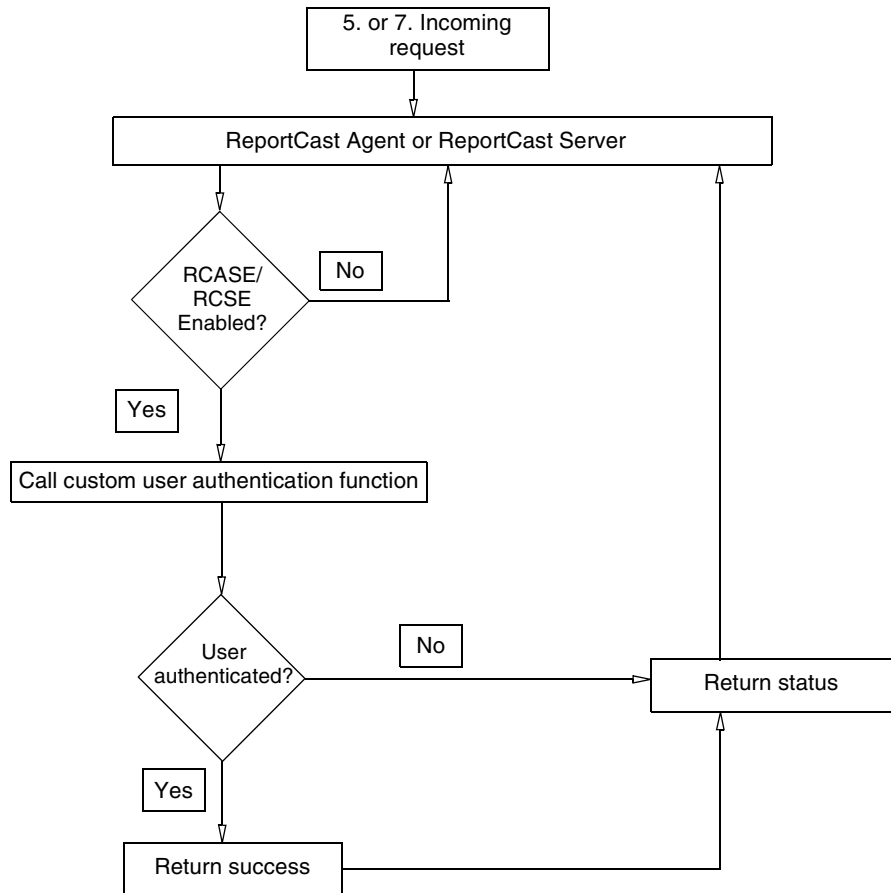 5. or 7. Incoming
request
ReportCast Agent or ReportCast Server
RCASE/
RCSE
Enabled?
No
Yes
Call custom user authentication function
User
authenticated?
No
Return status
Yes
Return success